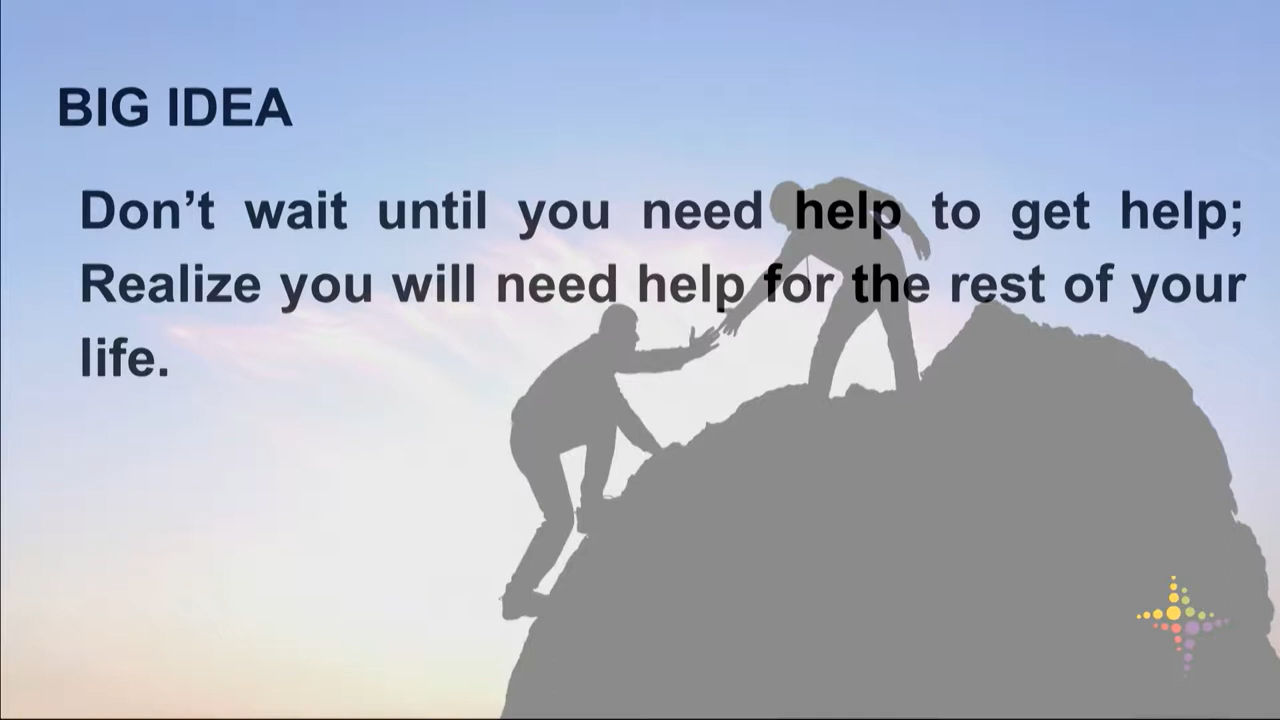 BIG IDEA
Don’t wait until you need help to get help;
Realize you will need help for the rest of your
life.